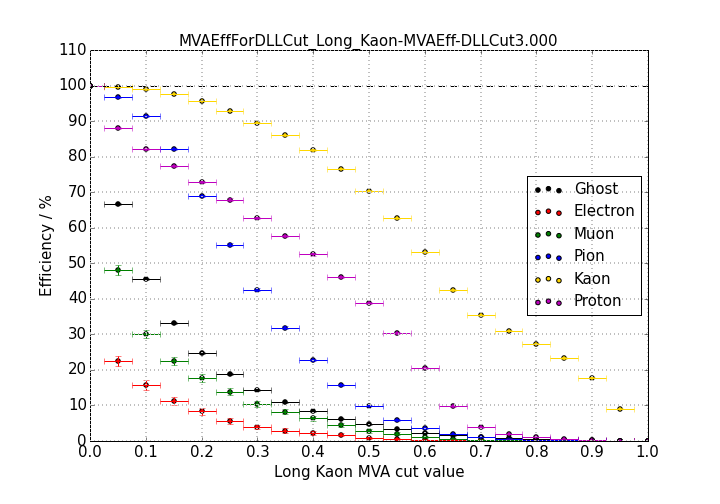 MVAEffForDLLCut_Long_Kaon-MVAEff-DLLCut3.000
110
100
90
80
70
60
50
40
30
20
10
0
Efficiency / %
Ghost
Electron
Muon
Pion
Kaon
Proton
0.0 0.1 0.2 0.3 0.4 0.5 0.6 0.7 0.8 0.9 1.0
Long Kaon MVA cut value